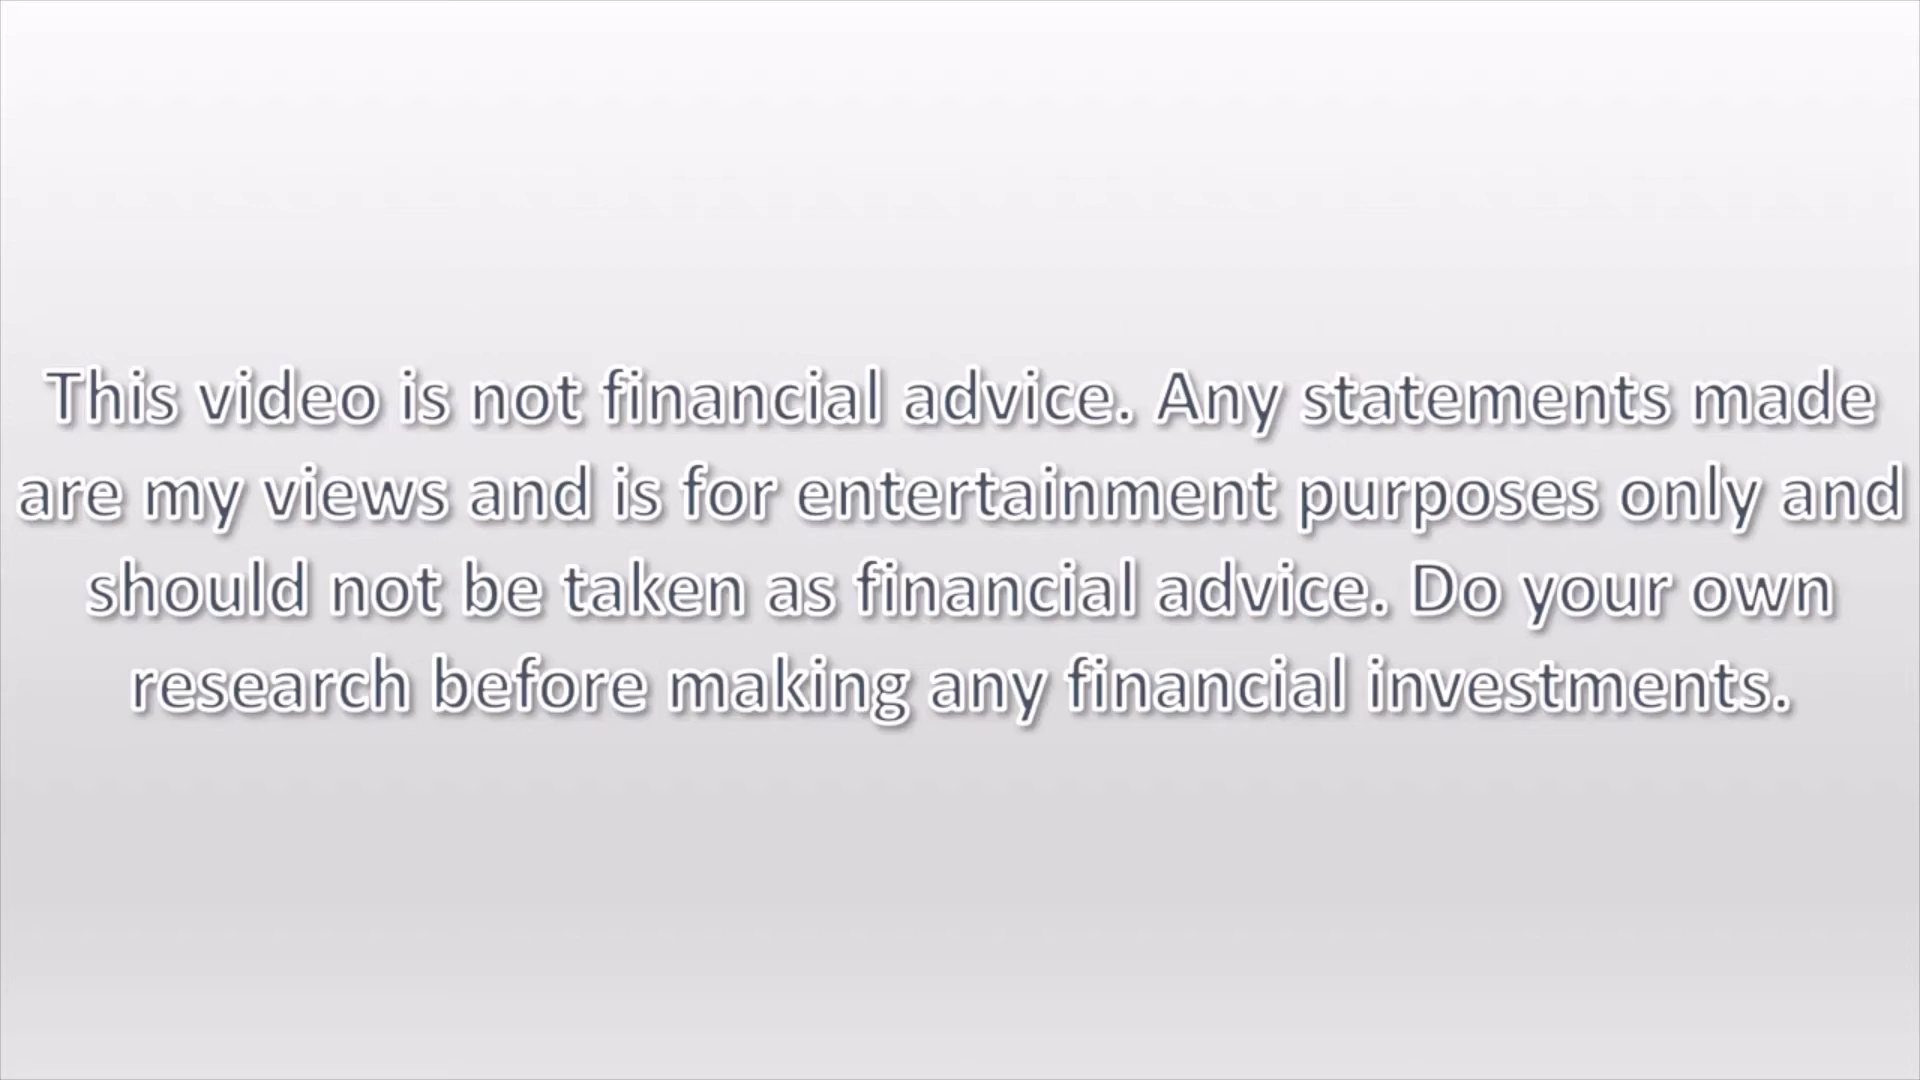 This video is not financial advice. Any statements made
are my views and is for entertainment purposes only and
should not be taken as financial advice. Do your own
research before making any financial investments.